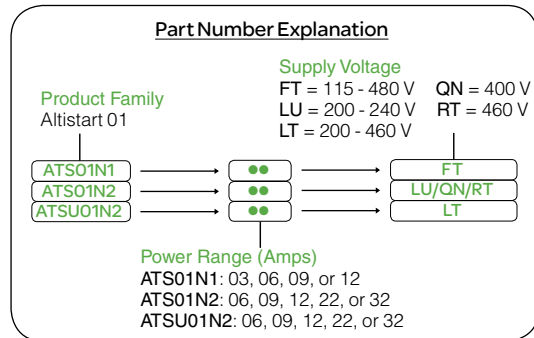 Part Number Explanation
Supply Voltage
FT = 115 - 480 V QN = 400 V
LU = 200 - 240 V RT = 460 V
LT = 200 - 460 V
Product Family
Altistart 01
ATS01N1 ●● FT
ATS01N2 ●● LU/QN/RT
ATSU01N2 ●● LT
Power Range (Amps)
ATS01N1: 03, 06, 09, or 12
ATS01N2: 06, 09, 12, 22, or 32
ATSU01N2: 06, 09, 12, 22, or 32